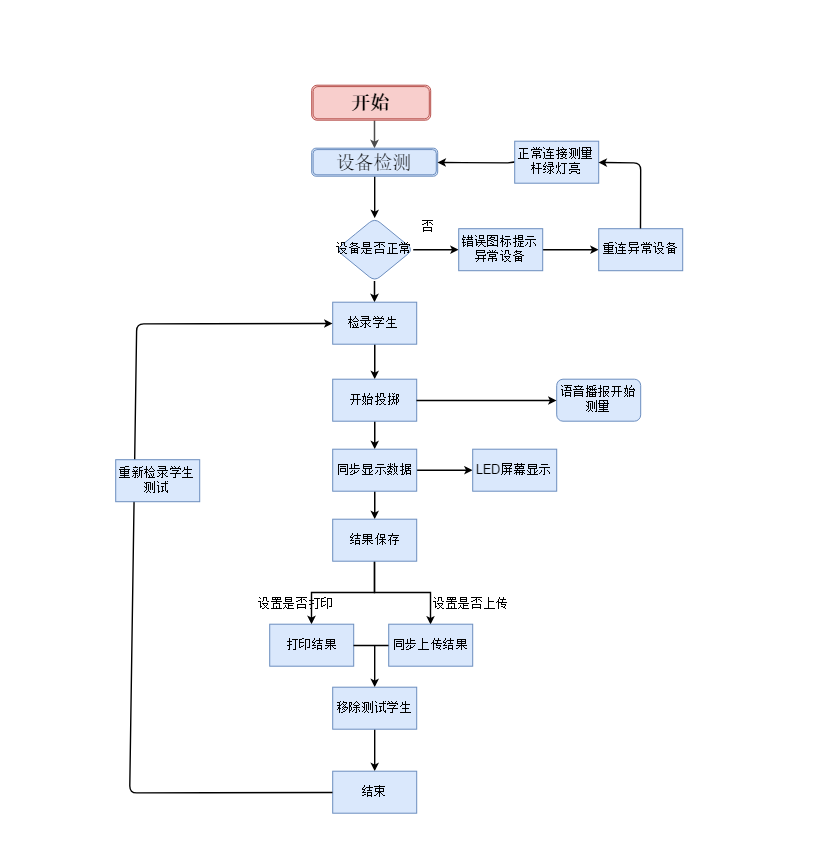 开始
设备检测
正常连接测量
杆绿灯亮
否
设备是否正常
错误图标提示
异常设备
重连异常设备
检录学生
开始投掷
语音播报开始
测量
同步显示数据
LED屏幕显示
重新检录学生
测试
结果保存
设置是否打印
设置是否上传
打印结果
同步上传结果
移除测试学生
结束